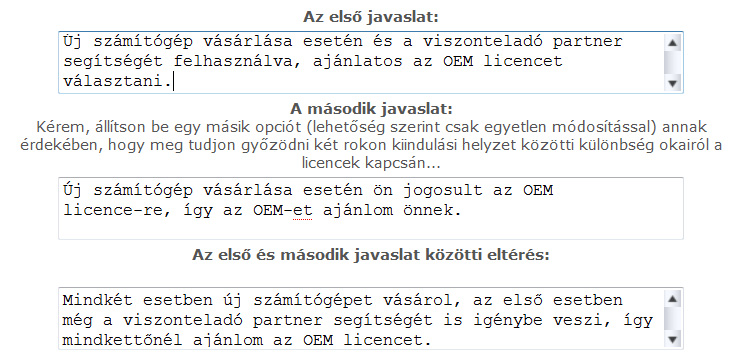 Az első javaslat:
Új számítógép vásárlása esetén és a viszonteladó partner
segítségét felhasználva, ajánlatos az OEM licencet
választani.
A második javaslat:
Kérem, állítson be egy másik opciót (lehetőség szerint csak egyetlen módosítással) annak
érdekében, hogy meg tudjon győzödni két rokon kiindulási helyzet közötti különbség okairól a
licencek kapcsán...
Új számítógép vásárlása esetén ön jogosult az OEM
licence-re, így az OEM-et ajánlom önnek.
Az első és második javaslat közötti eltérés:
Mindkét esetben új számítógépet vásárol, az első esetben
még a viszonteladó partner segítségét is igénybe veszi, így
mindkettőnél ajánlom az OEM licencet.